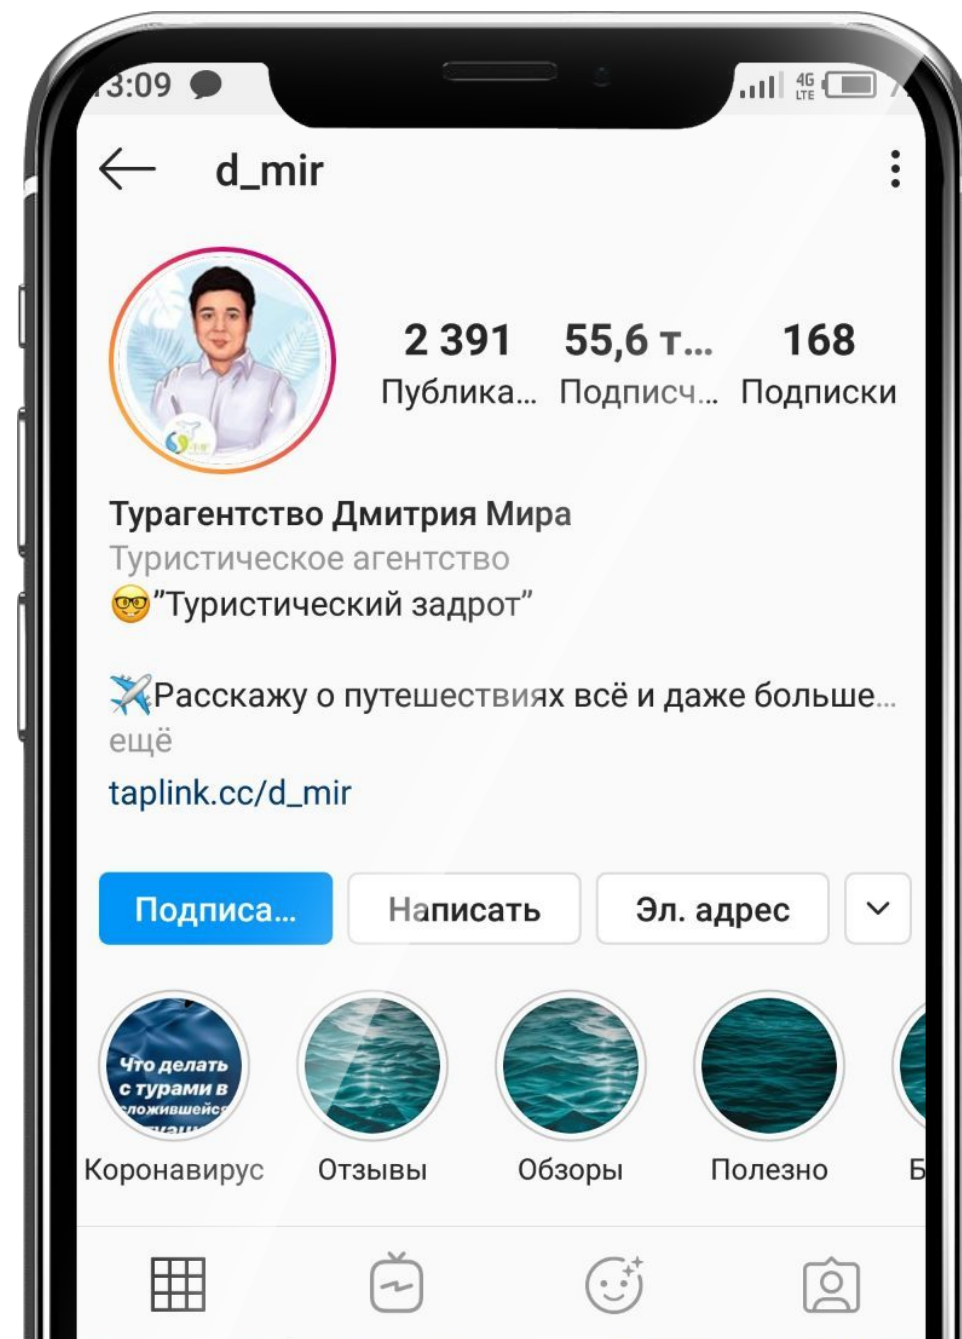 3:09
4G
LTE
d_mir
2 391 55,6 т... 168
Публика... Подписч... Подписки
Турагентство Дмитрия Мира
Туристическое агентство
🤓"Туристический задрот"
✈️Расскажу о путешествиях всё и даже больше...
ещё
taplink.cc/d_mir
Подписа... Написать Эл. адрес
Что делать
с турами в
сложившейся
Коронавирус Отзывы Обзоры Полезно